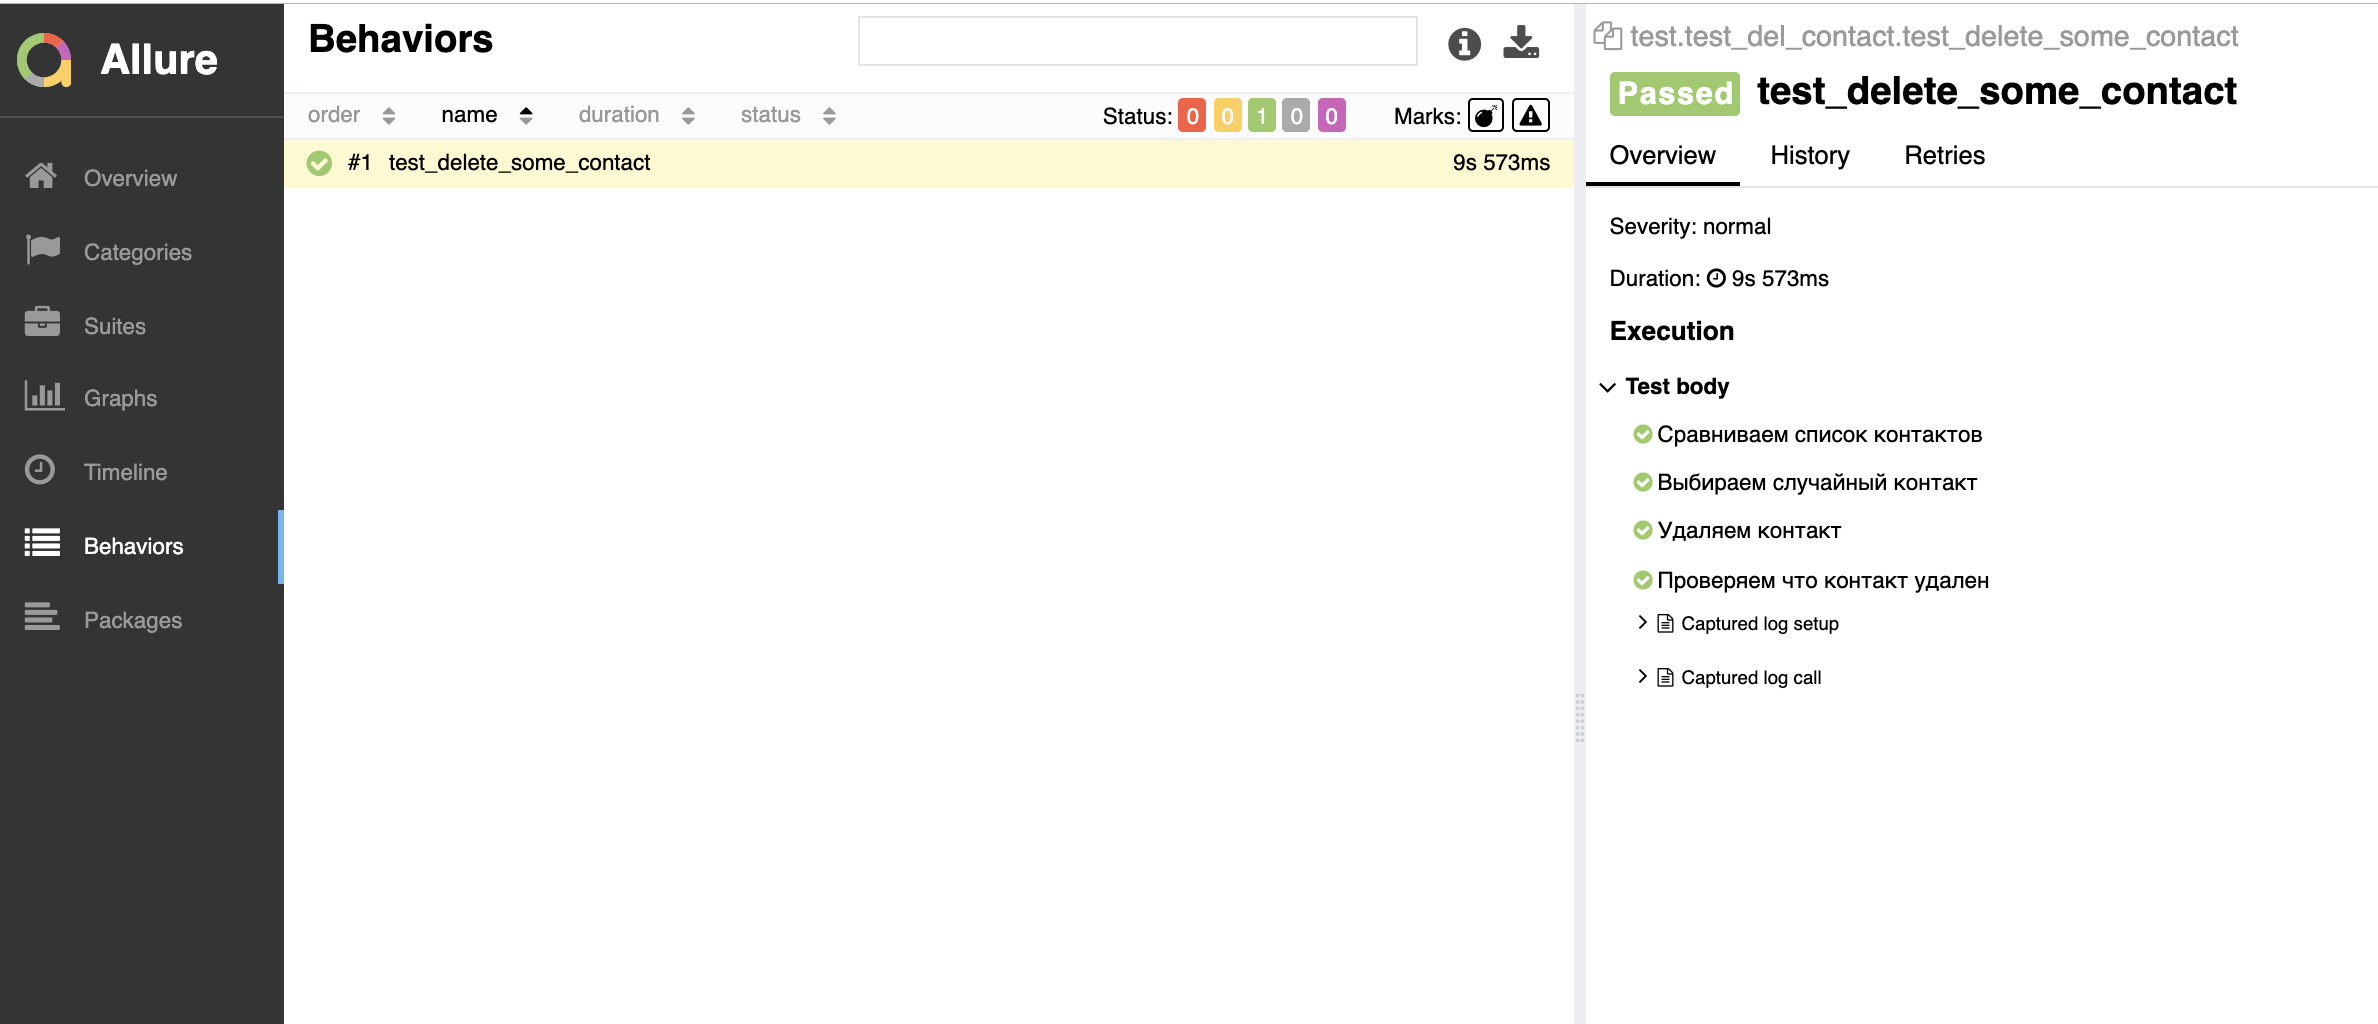 Allure
Overview
Categories
Suites
Graphs
Timeline
Behaviors
Packages
Behaviors
order name duration status Status: 0 0 1 0 0 Marks:
#1 test_delete_some_contact 9s 573ms
test.test_del_contact.test_delete_some_contact
Passed test_delete_some_contact
Overview History Retries
Severity: normal
Duration: 9s 573ms
Execution
Test body
Сравниваем список контактов
Выбираем случайный контакт
Удаляем контакт
Проверяем что контакт удален
Captured log setup
Captured log call